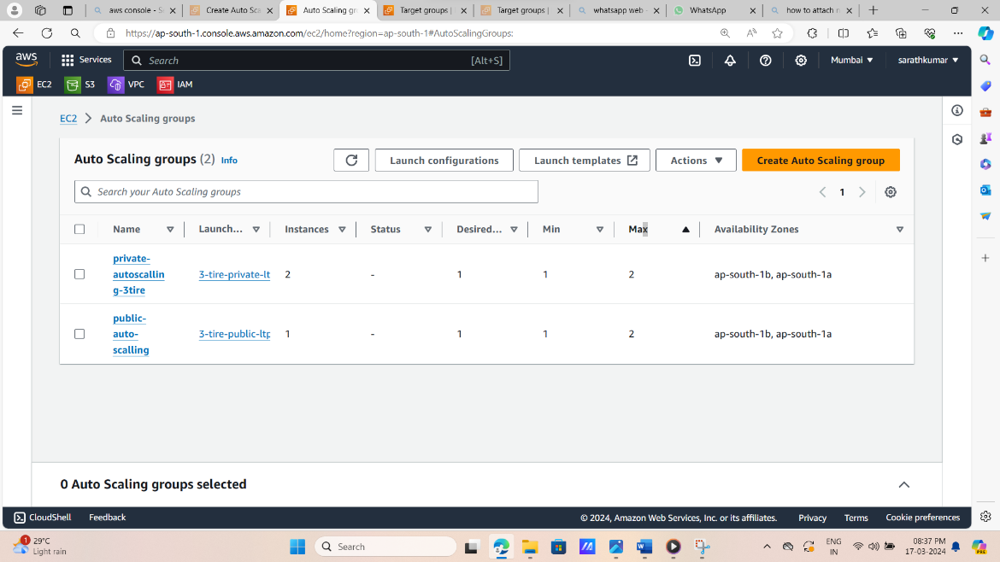 aws console - Se
Create Auto Sca
Auto Scaling gr
Target groups |
Target groups |
whatsapp web -
WhatsApp
how to attach n
https://ap-south-1.console.aws.amazon.com/ec2/home?region=ap-south-1#AutoScalingGroups:
aws
Services
Search
[Alt+S]
Mumbai ▼
sarathkumar ▼
EC2
S3
VPC
IAM
EC2 > Auto Scaling groups
Auto Scaling groups (2) Info
Launch configurations
Launch templates
Actions ▼
Create Auto Scaling group
Search your Auto Scaling groups
1
Name
Launch...
Instances
Status
Desired...
Min
Max
Availability Zones
private-
autoscallin
g-3tire
3-tire-private-lt
2
-
1
1
2
ap-south-1b, ap-south-1a
public-
auto-
scalling
3-tire-public-ltp
1
-
1
1
2
ap-south-1b, ap-south-1a
0 Auto Scaling groups selected
CloudShell
Feedback
© 2024, Amazon Web Services, Inc. or its affiliates.
Privacy
Terms
Cookie preferences
1
29°C
Light rain
Search
ENG
IN
08:37 PM
17-03-2024
PRE